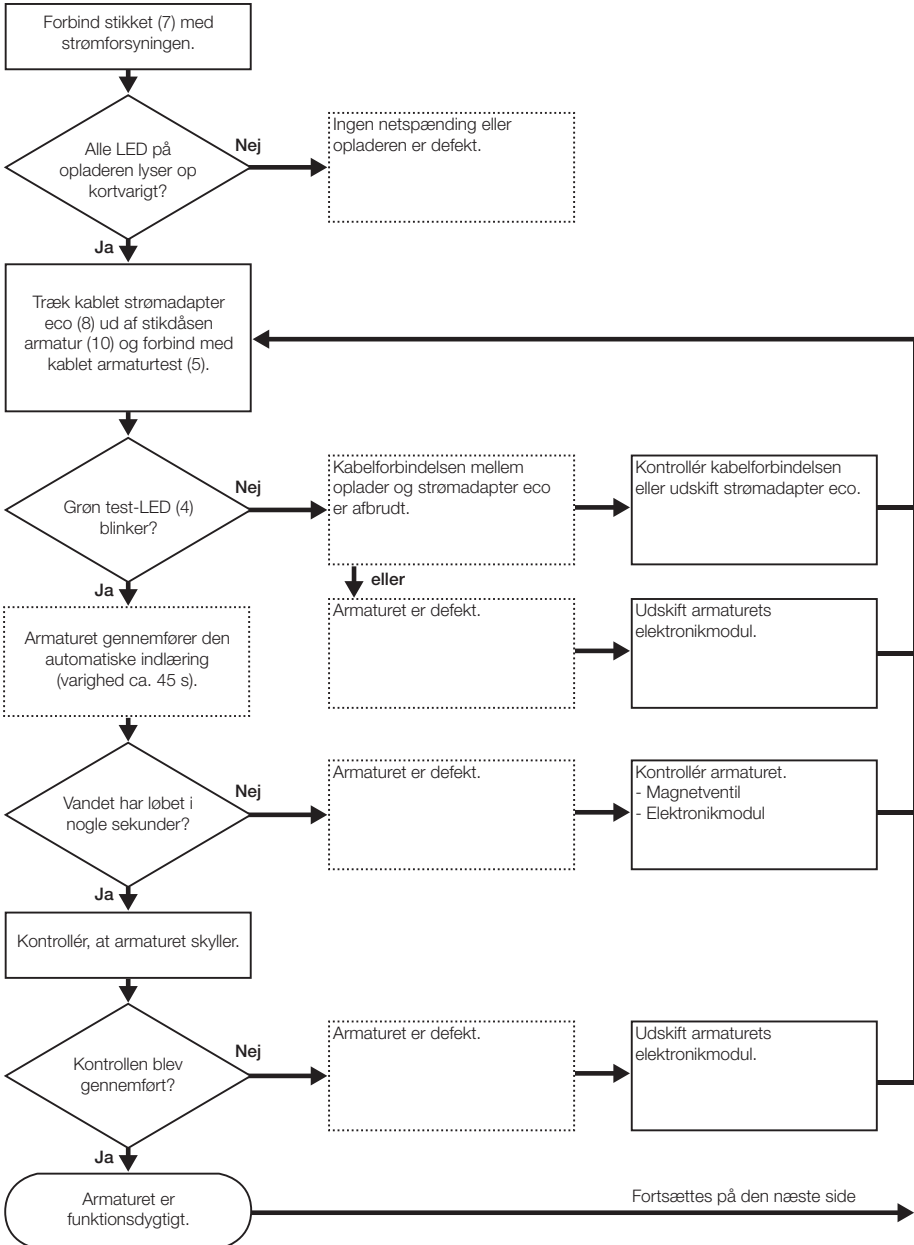 Forbind stikket (7) med
strømforsyningen.
Alle LED på
opladeren lyser op
kortvarigt?
Nej
Ingen netspænding eller
opladeren er defekt.
Ja
Træk kablet strømadapter
eco (8) ud af stikdåsen
armatur (10) og forbind med
kablet armaturtest (5).
Grøn test-LED (4)
blinker?
Nej
Kabelforbindelsen mellem
oplader og strømadapter eco
er afbrudt.
Kontrollér kabelforbindelsen
eller udskift strømadapter eco.
eller
Armaturet er defekt.
Udskift armaturets
elektronikmodul.
Ja
Armaturet gennemfører den
automatiske indlæring
(varighed ca. 45 s).
Vandet har løbet i
nogle sekunder?
Nej
Armaturet er defekt.
Kontrollér armaturet.
- Magnetventil
- Elektronikmodul
Ja
Kontrollér, at armaturet skyller.
Kontrollen blev
gennemført?
Nej
Armaturet er defekt.
Udskift armaturets
elektronikmodul.
Ja
Armaturet er
funktionsdygtigt.
Fortsættes på den næste side